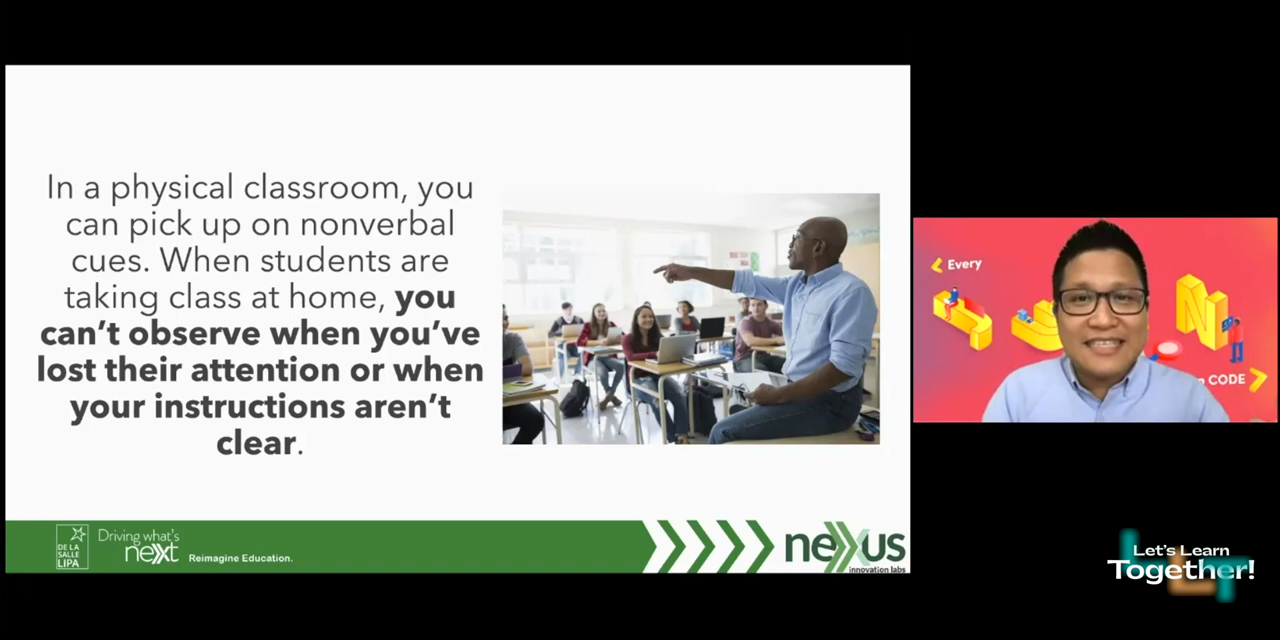 In a physical classroom, you
can pick up on nonverbal
cues. When students are
taking class at home, you
can’t observe when you’ve
lost their attention or when
your instructions aren’t
clear.
DE LA
SALLE
LIPA
Driving what's
next
Reimagine Education.
nexus
innovation labs
Every
CODE
Let's Learn
Together!